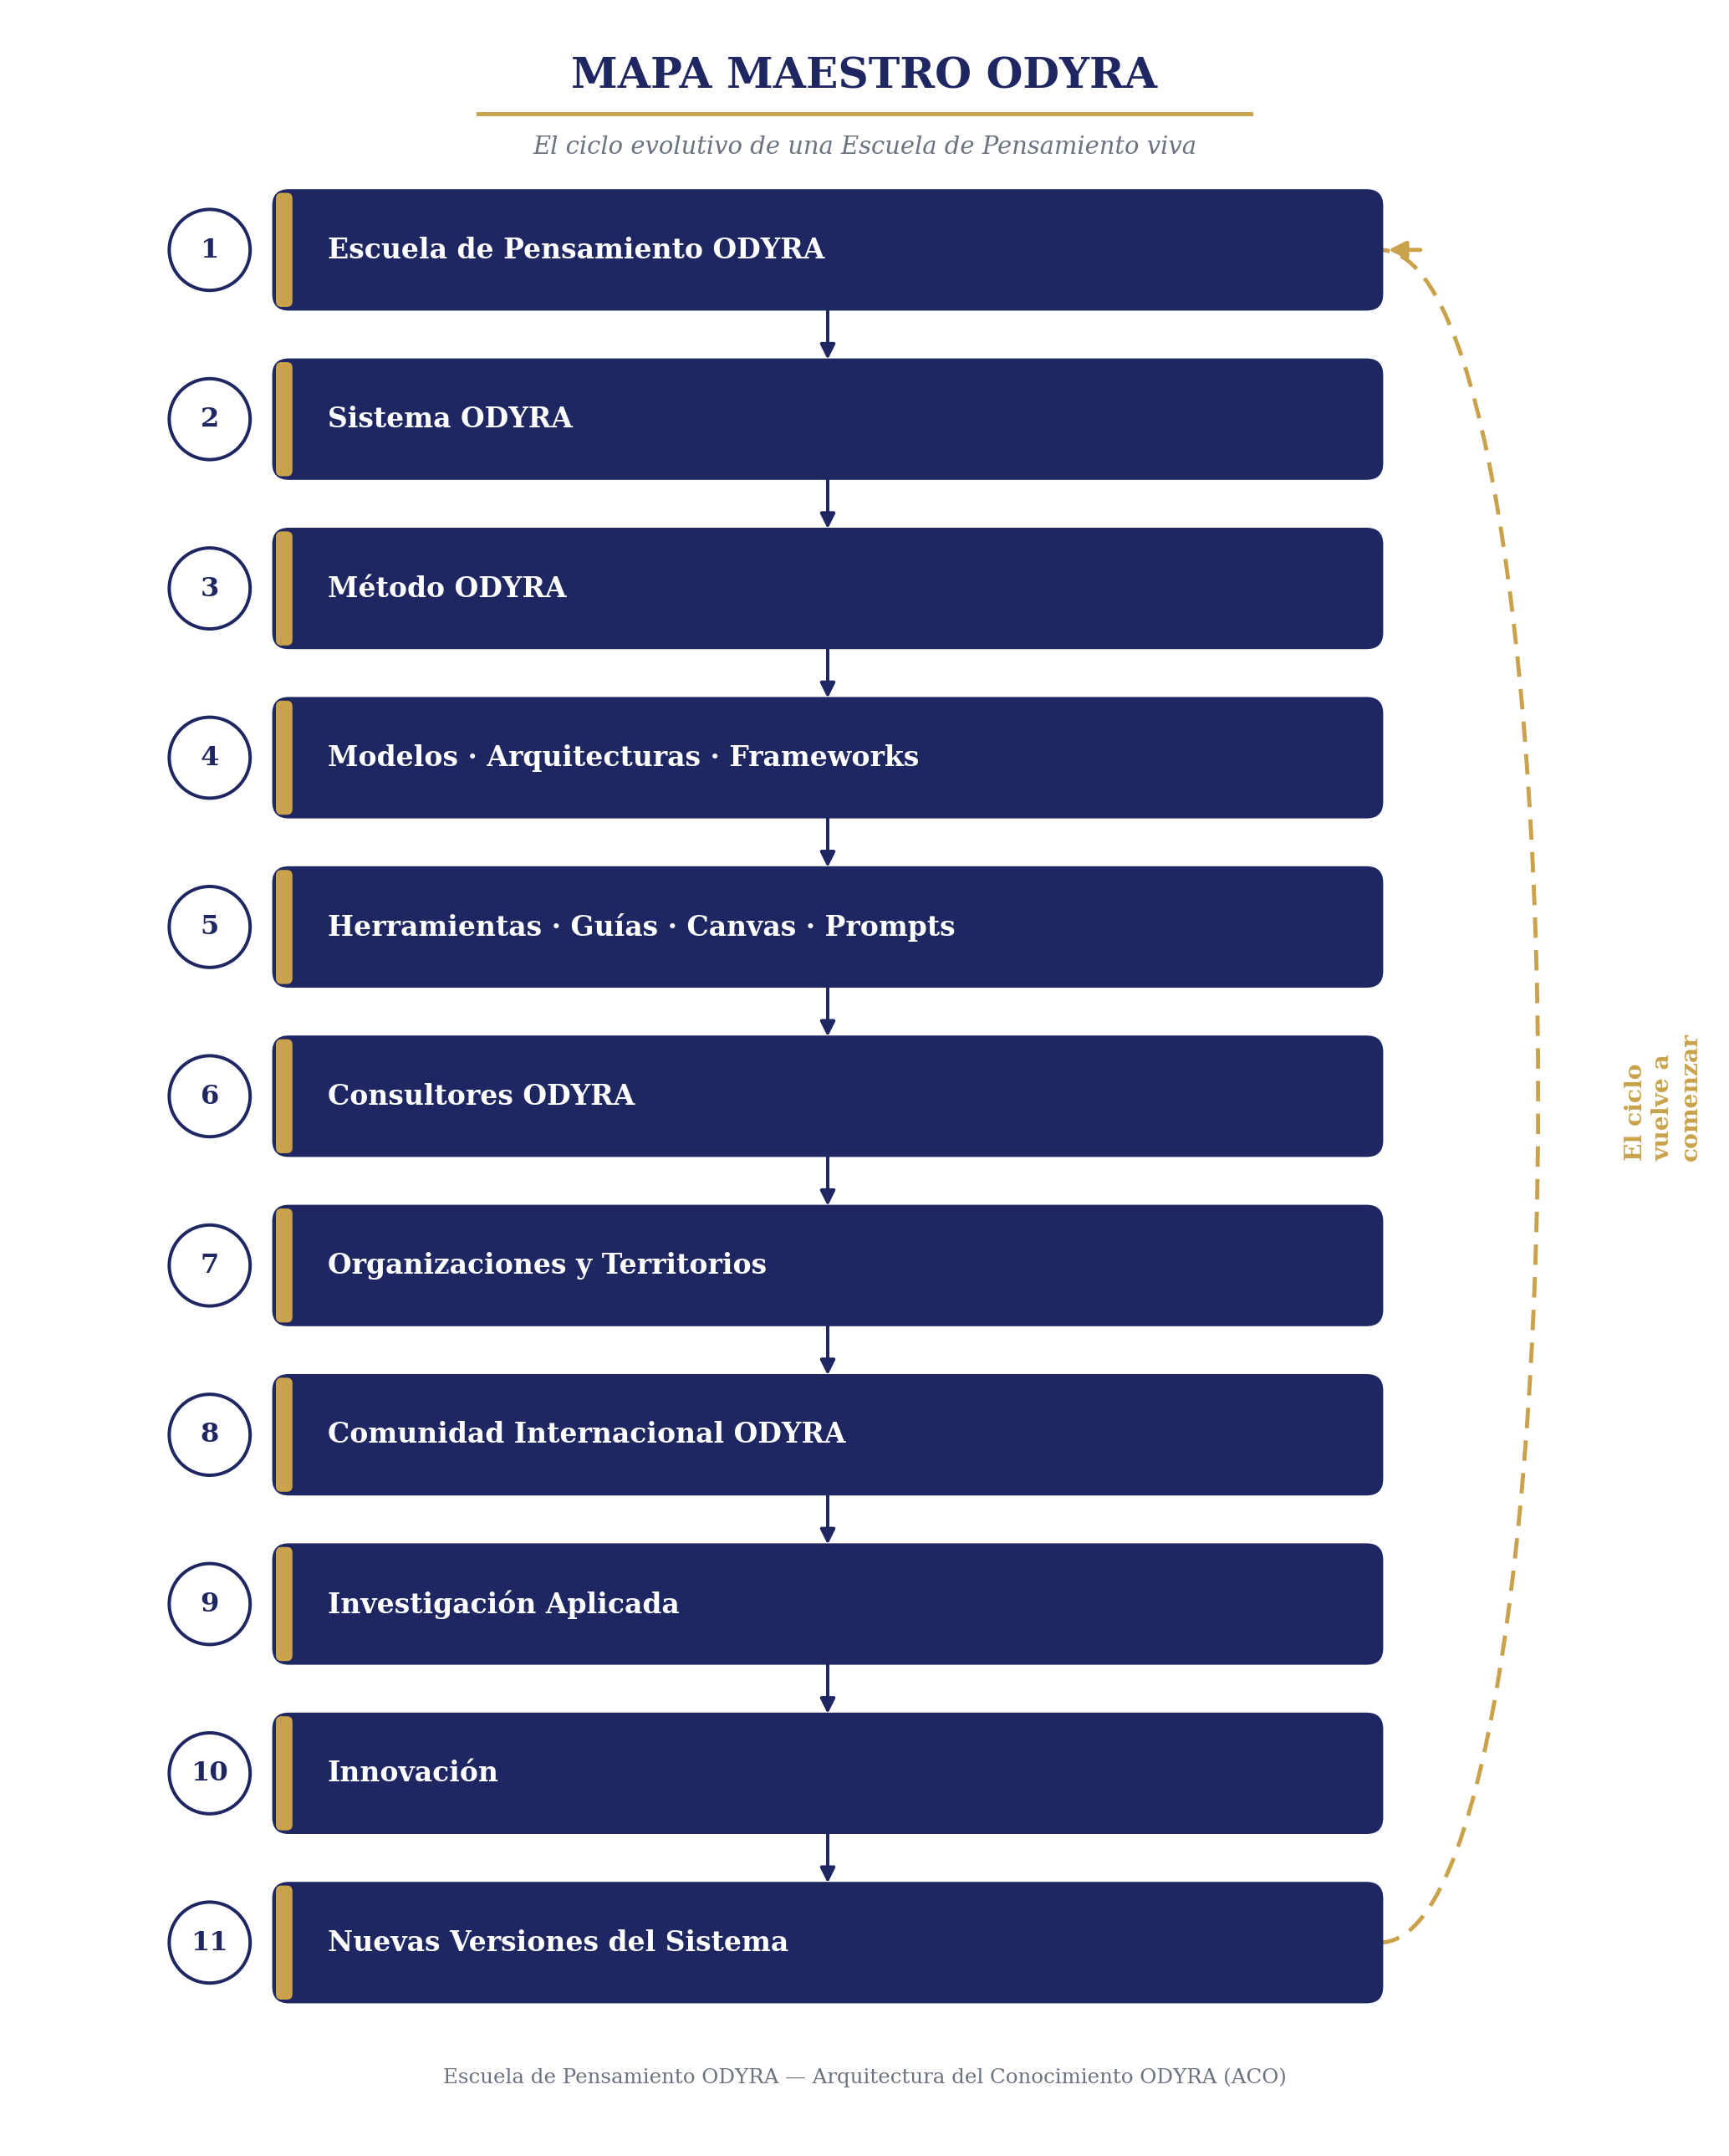 MAPA MAESTRO ODYRA
El ciclo evolutivo de una Escuela de Pensamiento viva
1
Escuela de Pensamiento ODYRA
2
Sistema ODYRA
3
Método ODYRA
4
Modelos · Arquitecturas · Frameworks
5
Herramientas · Guías · Canvas · Prompts
6
Consultores ODYRA
7
Organizaciones y Territorios
8
Comunidad Internacional ODYRA
9
Investigación Aplicada
10
Innovación
11
Nuevas Versiones del Sistema
El ciclo
vuelve a
comenzar
Escuela de Pensamiento ODYRA — Arquitectura del Conocimiento ODYRA (ACO)